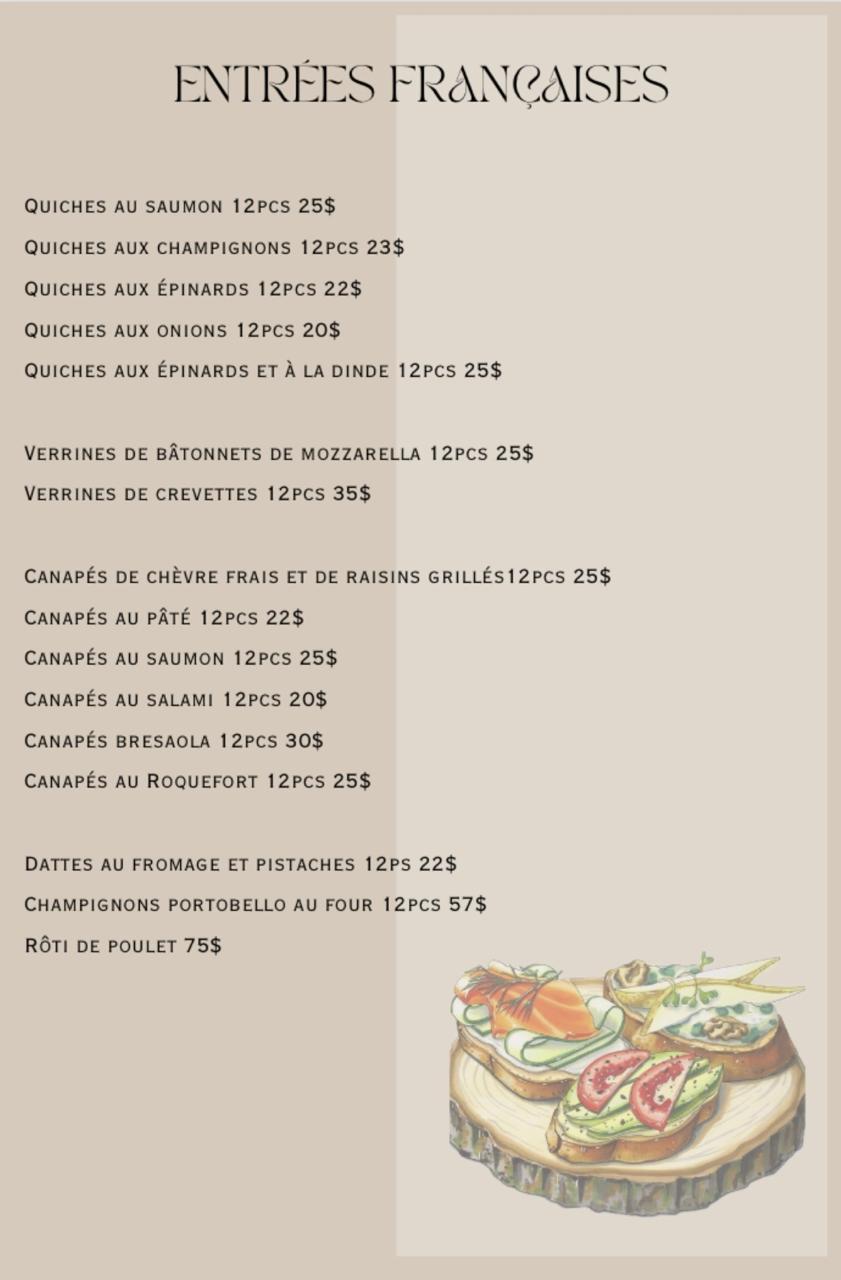 ENTRÉES FRANÇAISES
QUICHES AU SAUMON 12PCS 25$
QUICHES AUX CHAMPIGNONS 12PCS 23$
QUICHES AUX ÉPINARDS 12PCS 22$
QUICHES AUX ONIONS 12PCS 20$
QUICHES AUX ÉPINARDS ET À LA DINDE 12PCS 25$
VERRINES DE BÂTONNETS DE MOZZARELLA 12PCS 25$
VERRINES DE CREVETTES 12PCS 35$
CANAPÉS DE CHÈVRE FRAIS ET DE RAISINS GRILLÉS12PCS 25$
CANAPÉS AU PÂTÉ 12PCS 22$
CANAPÉS AU SAUMON 12PCS 25$
CANAPÉS AU SALAMI 12PCS 20$
CANAPÉS BRESAOLA 12PCS 30$
CANAPÉS AU ROQUEFORT 12PCS 25$
DATTES AU FROMAGE ET PISTACHES 12PS 22$
CHAMPIGNONS PORTOBELLO AU FOUR 12PCS 57$
RÔTI DE POULET 75$